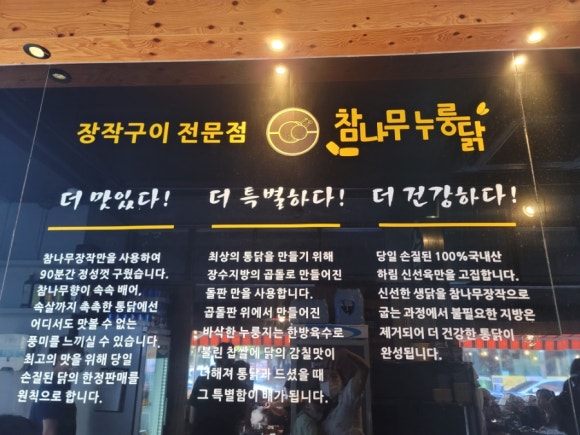 장작구이 전문점
참나무누룽닭
더 맛있다!
참나무장작만을 사용하여
90분간 정성껏 구웠습니다.
참나무향이 속속 배어,
속살까지 촉촉한 통닭에선
어디서도 맛볼 수 없는
풍미를 느끼실 수 있습니다.
최고의 맛을 위해 당일
손질된 닭의 한정판매를
원칙으로 합니다.
더 특별하다!
최상의 통닭을 만들기 위해
장수지방의 곱돌로 만들어진
돌판 만을 사용합니다.
곱돌판 위에서 만들어진
바삭한 누룽지는 한방육수로
불린 찹쌀에 닭의 감칠맛이
더해져 통닭과 드셨을 때
그 특별함이 배가 됩니다.
더 건강하다!
당일 손질된 100%국내산
하림 신선육만을 고집합니다.
신선한 생닭을 참나무장작으로
굽는 과정에서 불필요한 지방은
제거되어 더 건강한 통닭이
완성됩니다.